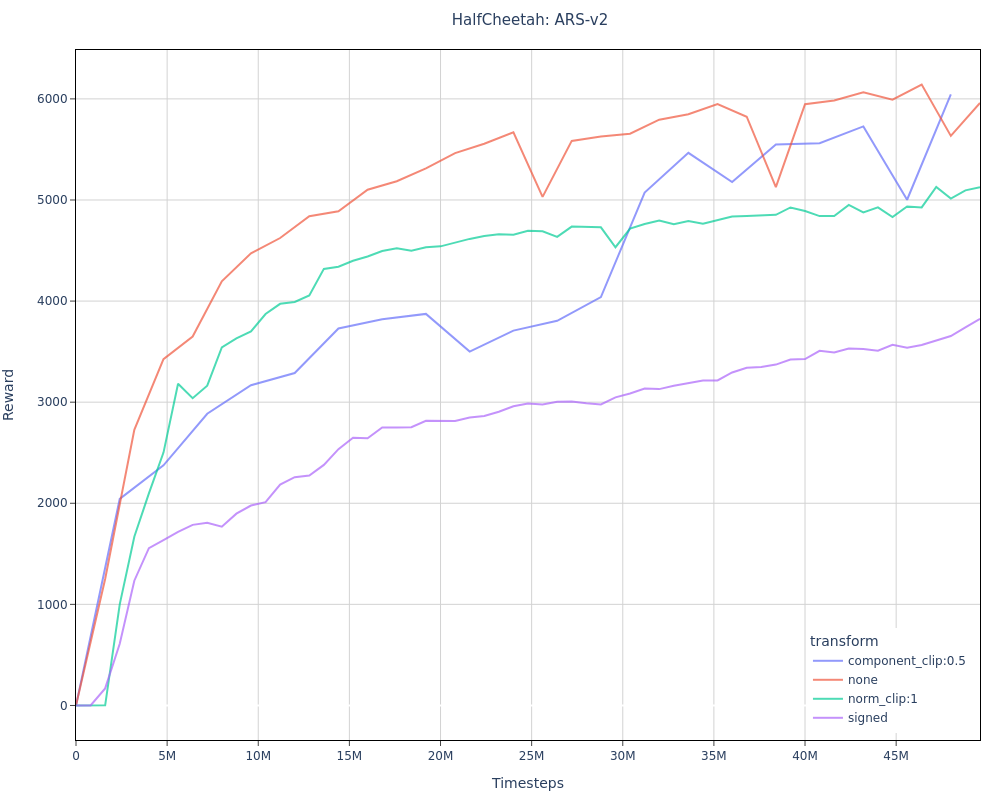 HalfCheetah: ARS-v2
Reward
6000
5000
4000
3000
2000
1000
0
0
5M
10M
15M
20M
25M
30M
35M
40M
45M
Timesteps
transform
component_clip:0.5
none
norm_clip:1
signed